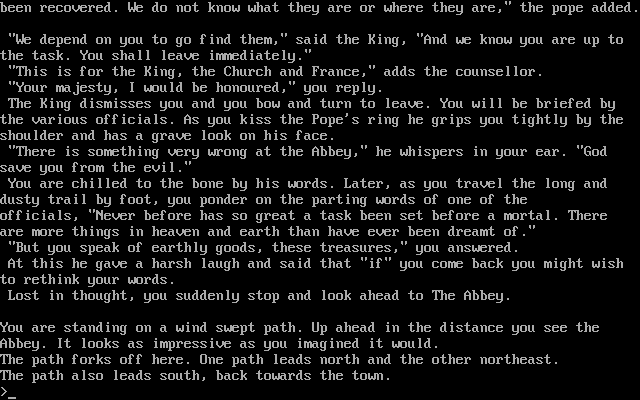 been recovered. We do not know what they are or where they are," the pope added.
"We depend on you to go find them," said the King, "And we know you are up to
the task. You shall leave immediately."
"This is for the King, the Church and France," adds the counsellor.
"Your majesty, I would be honoured," you reply.
The King dismisses you and you bow and turn to leave. You will be briefed by
the various officials. As you kiss the Pope's ring he grips you tightly by the
shoulder and has a grave look on his face.
"There is something very wrong at the Abbey," he whispers in your ear. "God
save you from the evil."
You are chilled to the bone by his words. Later, as you travel the long and
dusty trail by foot, you ponder on the parting words of one of the
officials, "Never before has so great a task been set before a mortal. There
are more things in heaven and earth than have ever been dreamt of."
"But you speak of earthly goods, these treasures," you answered.
At this he gave a harsh laugh and said that "if" you come back you might wish
to rethink your words.
Lost in thought, you suddenly stop and look ahead to The Abbey.
You are standing on a wind swept path. Up ahead in the distance you see the
Abbey. It looks as impressive as you imagined it would.
The path forks off here. One path leads north and the other northeast.
The path also leads south, back towards the town.
>_